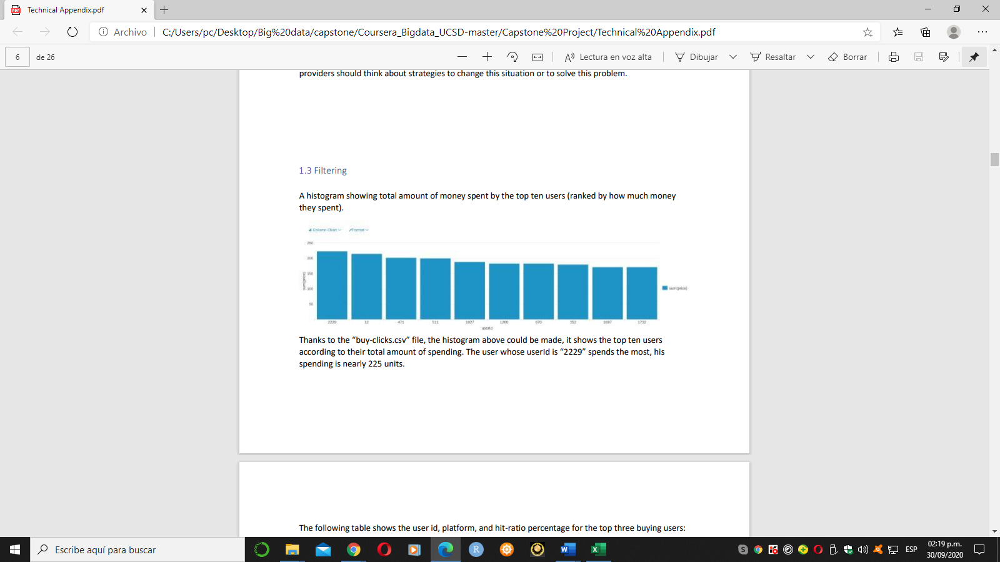 Technical Appendix.pdf
Archivo
C:/Users/pc/Desktop/Big%20data/capstone/Coursera_Bigdata_UCSD-master/Capstone%20Project/Technical%20Appendix.pdf
6 de 26
Lectura en voz alta
Dibujar
Resaltar
Borrar
providers should think about strategies to change this situation or to solve this problem.
1.3 Filtering
A histogram showing total amount of money spent by the top ten users (ranked by how much money
they spent).
Column Chart
Format
250
200
150
100
50
sum(price)
2229 12 471 511 1027 1260 670 352 1697 1732
userId
sum(price)
Thanks to the “buy-clicks.csv” file, the histogram above could be made, it shows the top ten users
according to their total amount of spending. The user whose userId is “2229” spends the most, his
spending is nearly 225 units.
The following table shows the user id, platform, and hit-ratio percentage for the top three buying users:
Escribe aquí para buscar
ESP
02:19 p.m.
30/09/2020